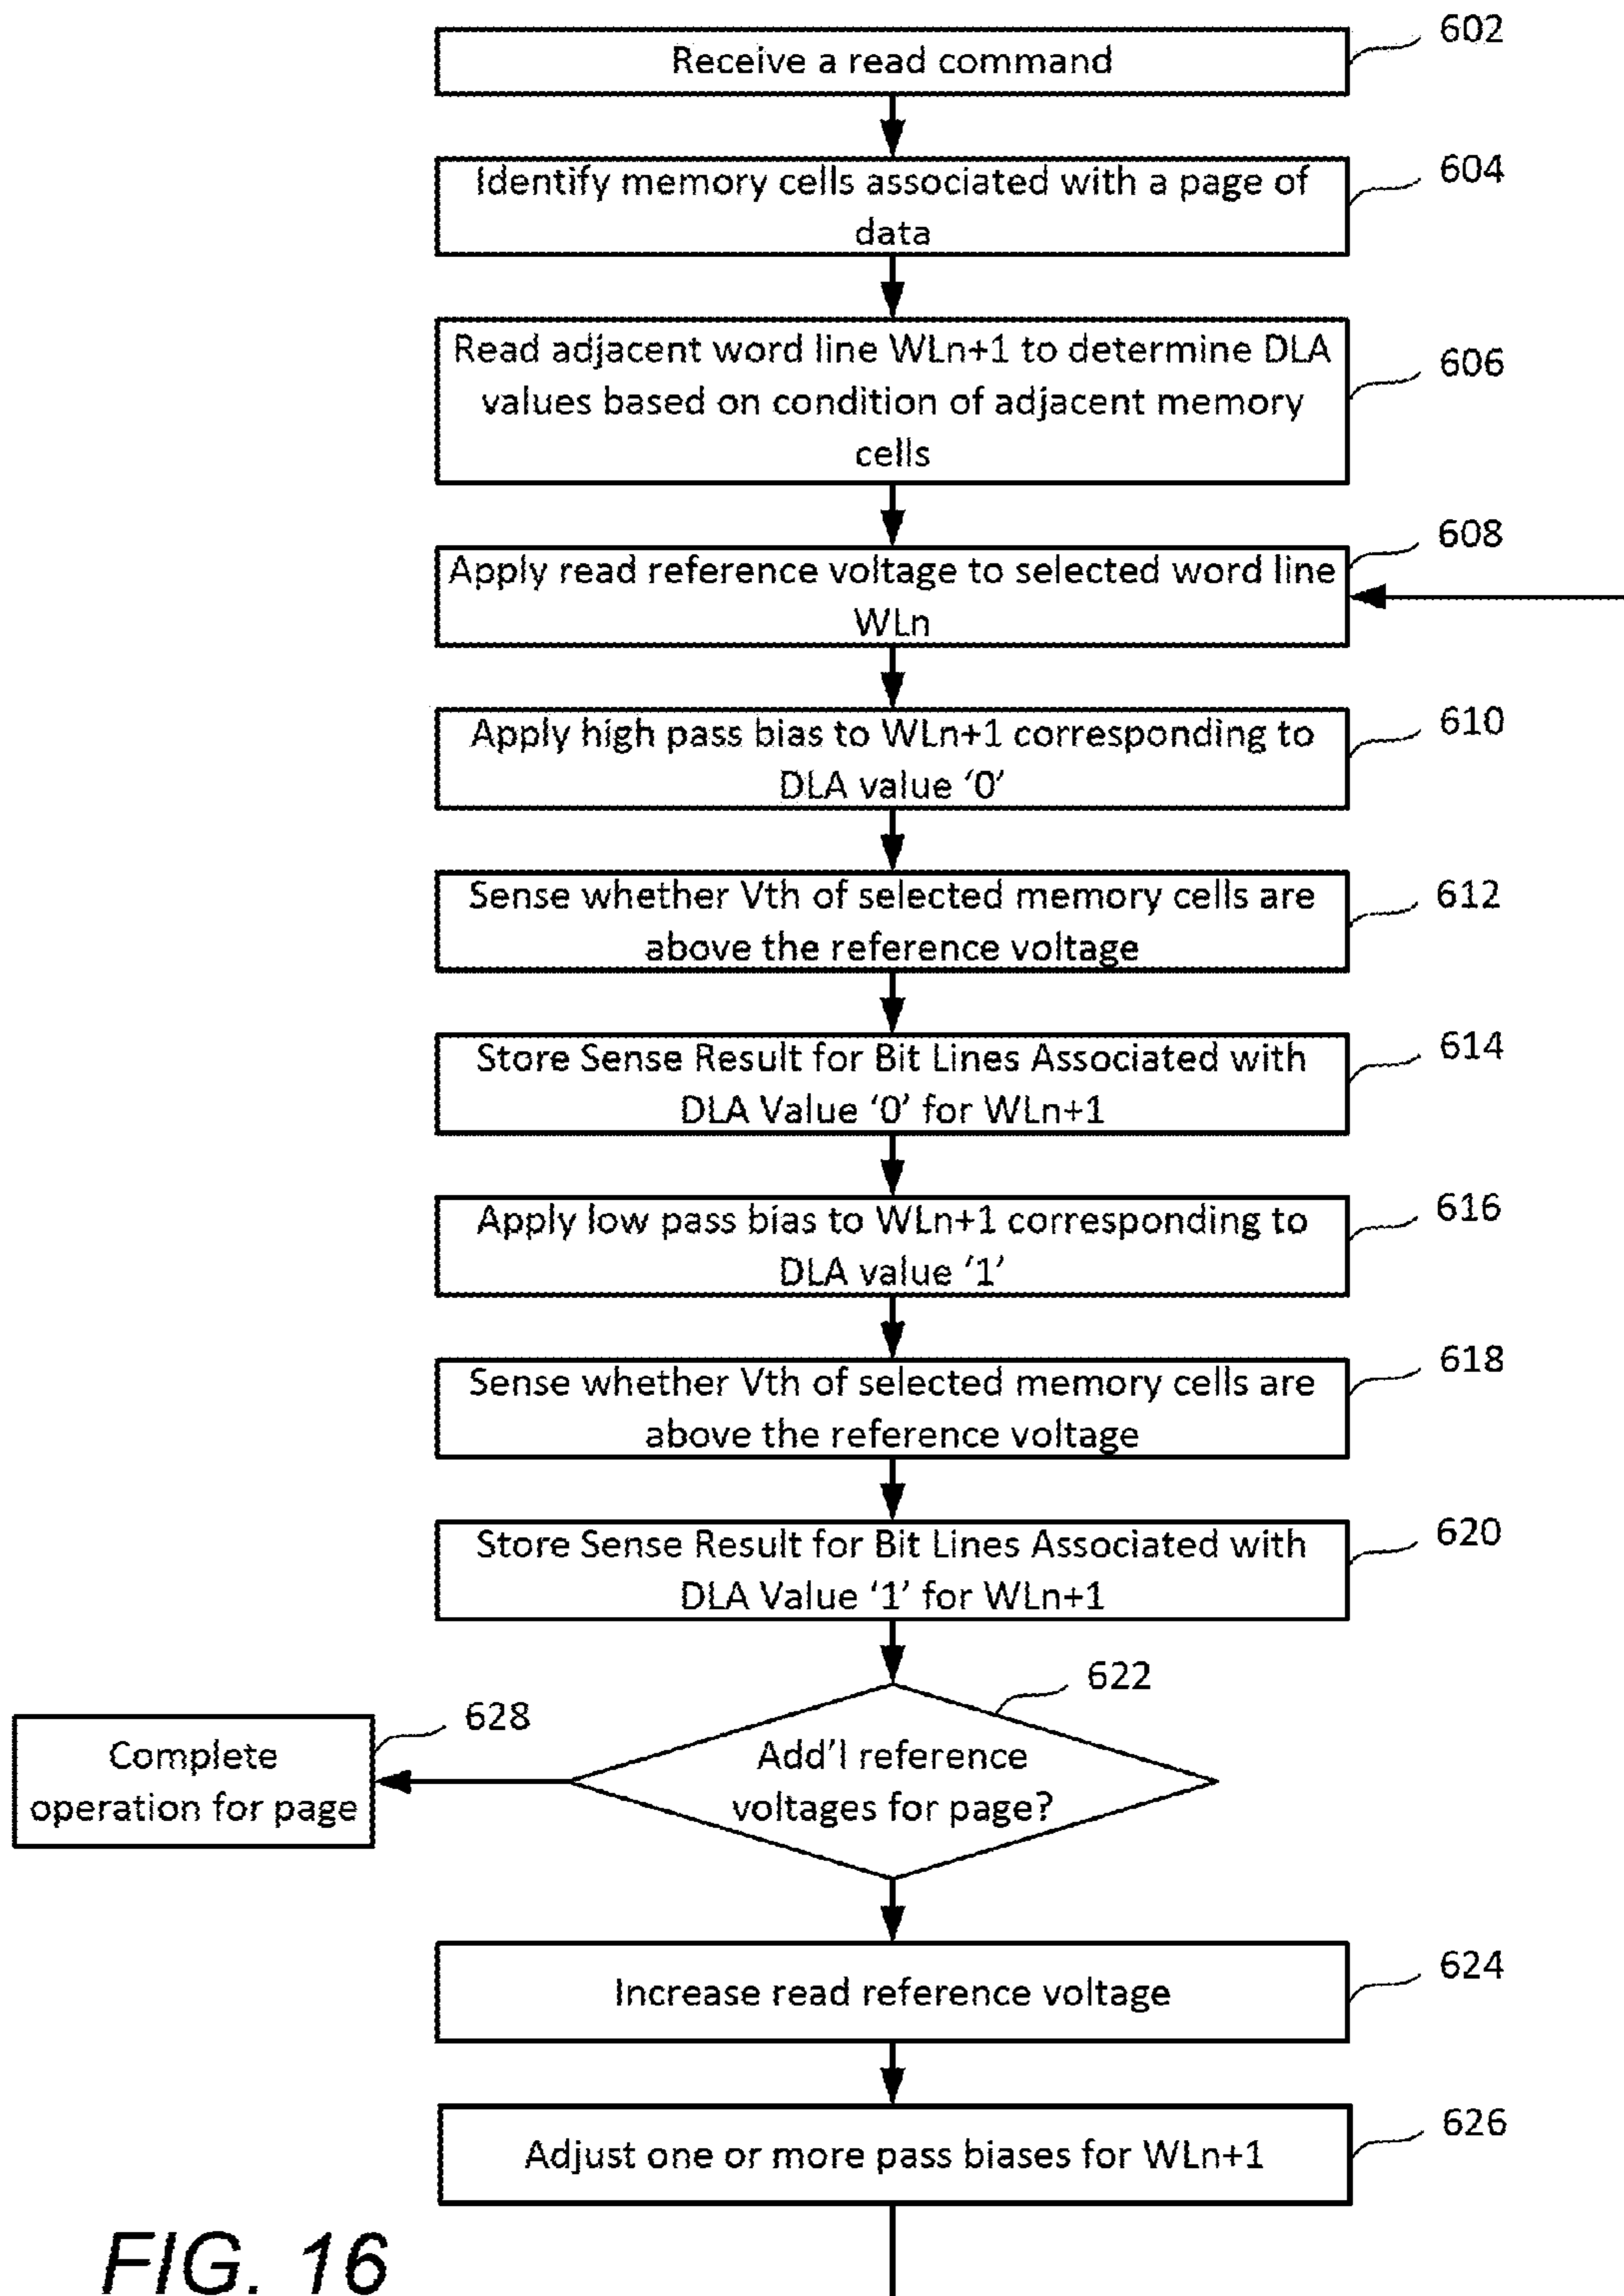 Receive a read command
602
Identify memory cells associated with a page of
data
604
Read adjacent word line WLn+1 to determine DLA
values based on condition of adjacent memory
cells
606
Apply read reference voltage to selected word line
WLn
608
Apply high pass bias to WLn+1 corresponding to
DLA value ‘0’
610
Sense whether Vth of selected memory cells are
above the reference voltage
612
Store Sense Result for Bit Lines Associated with
DLA Value ‘0’ for WLn+1
614
Apply low pass bias to WLn+1 corresponding to
DLA value ‘1’
616
Sense whether Vth of selected memory cells are
above the reference voltage
618
Store Sense Result for Bit Lines Associated with
DLA Value ‘1’ for WLn+1
620
Add’l reference
voltages for page?
622
Complete
operation for page
628
Increase read reference voltage
624
Adjust one or more pass biases for WLn+1
626
FIG. 16